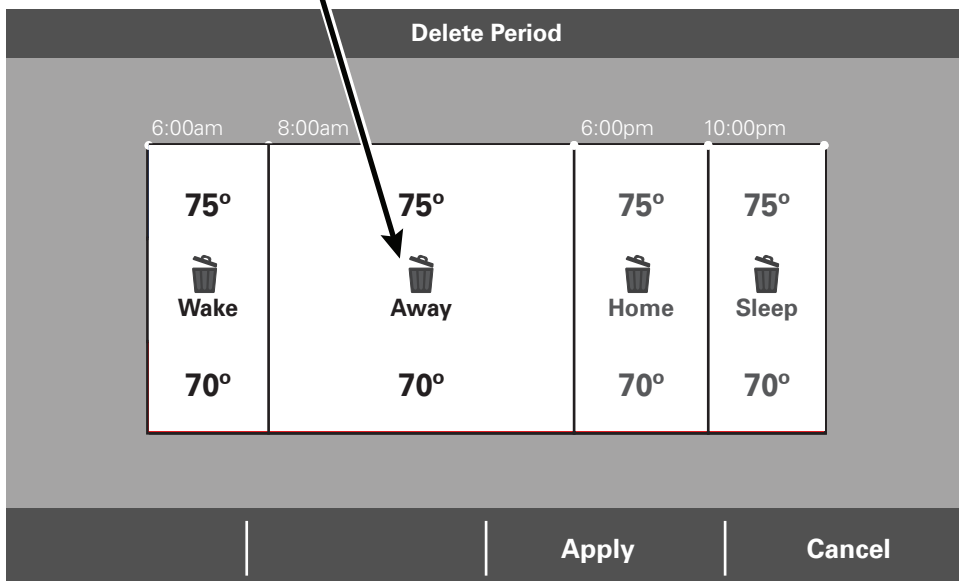 Delete Period
6:00am 8:00am 6:00pm 10:00pm
75º 75º 75º 75º
Wake Away Home Sleep
70º 70º 70º 70º
Apply Cancel